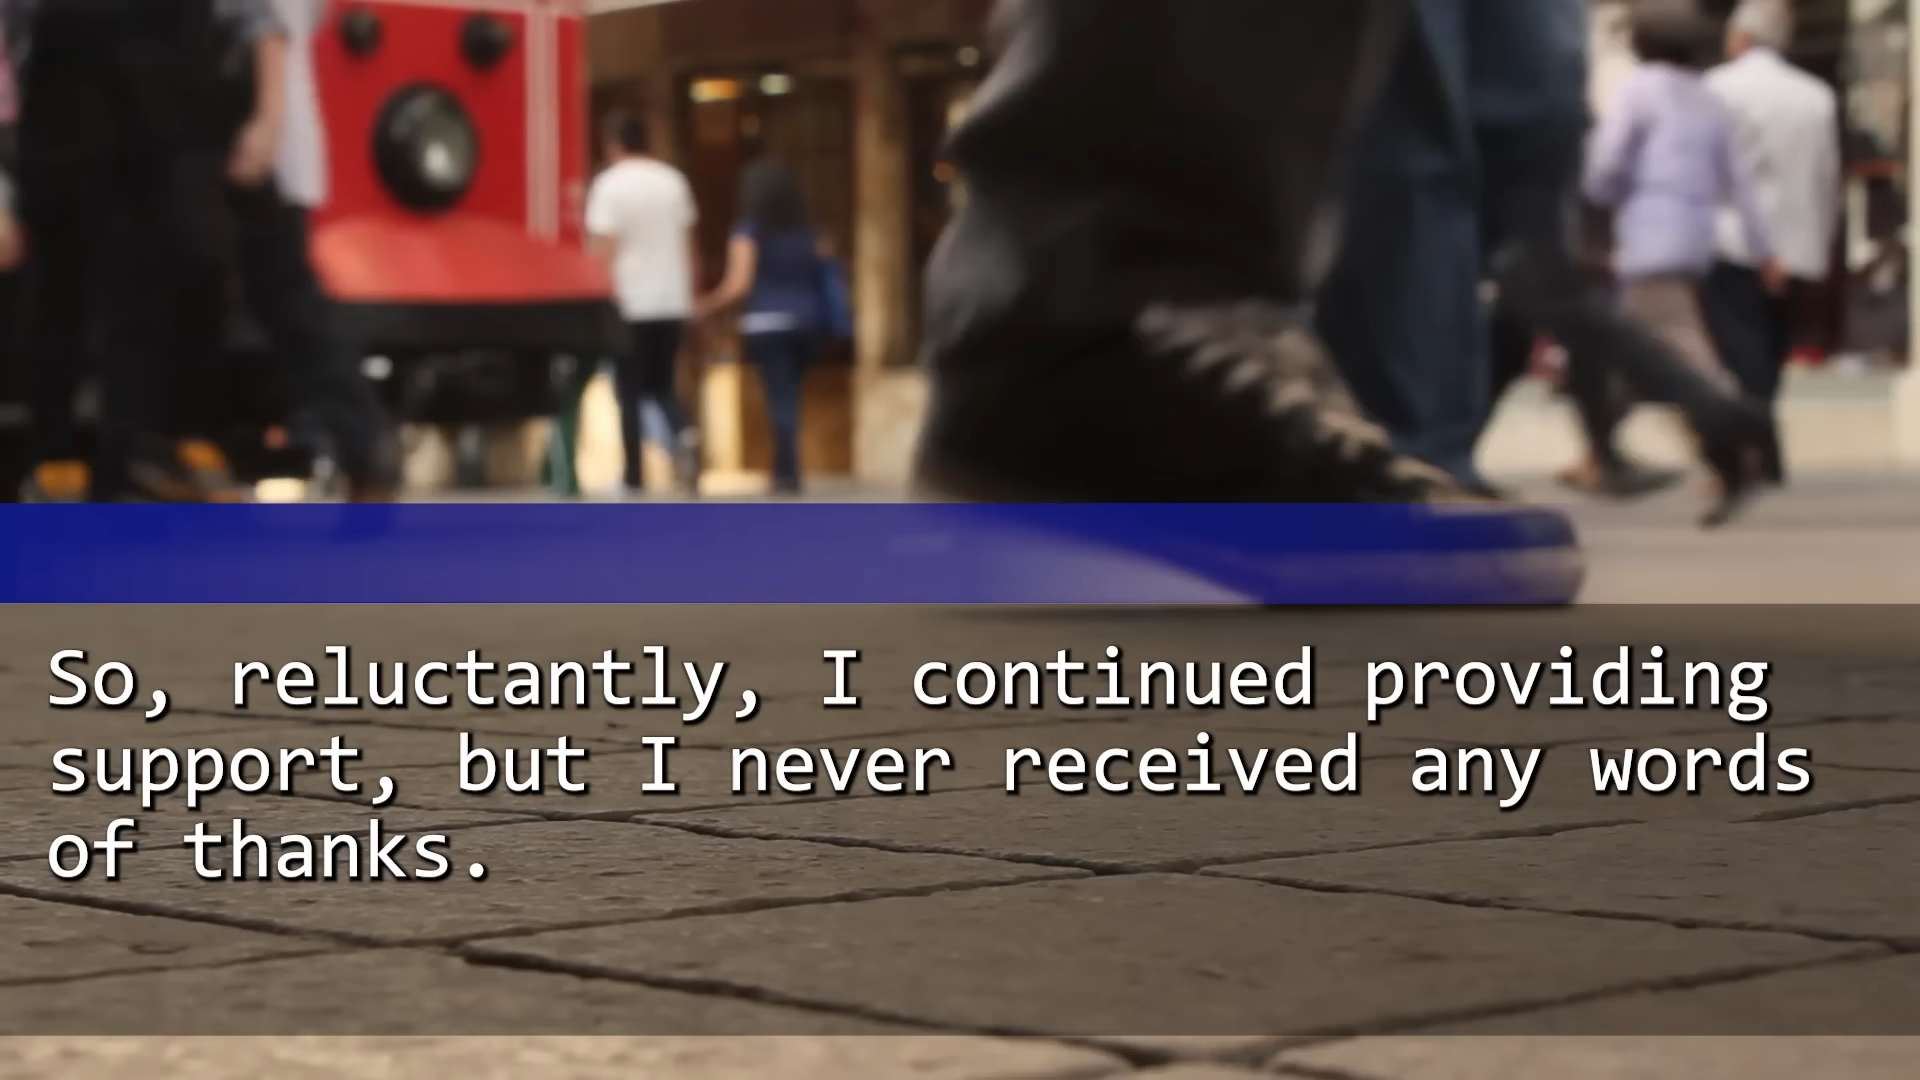 So, reluctantly, I continued providing
support, but I never received any words
of thanks.